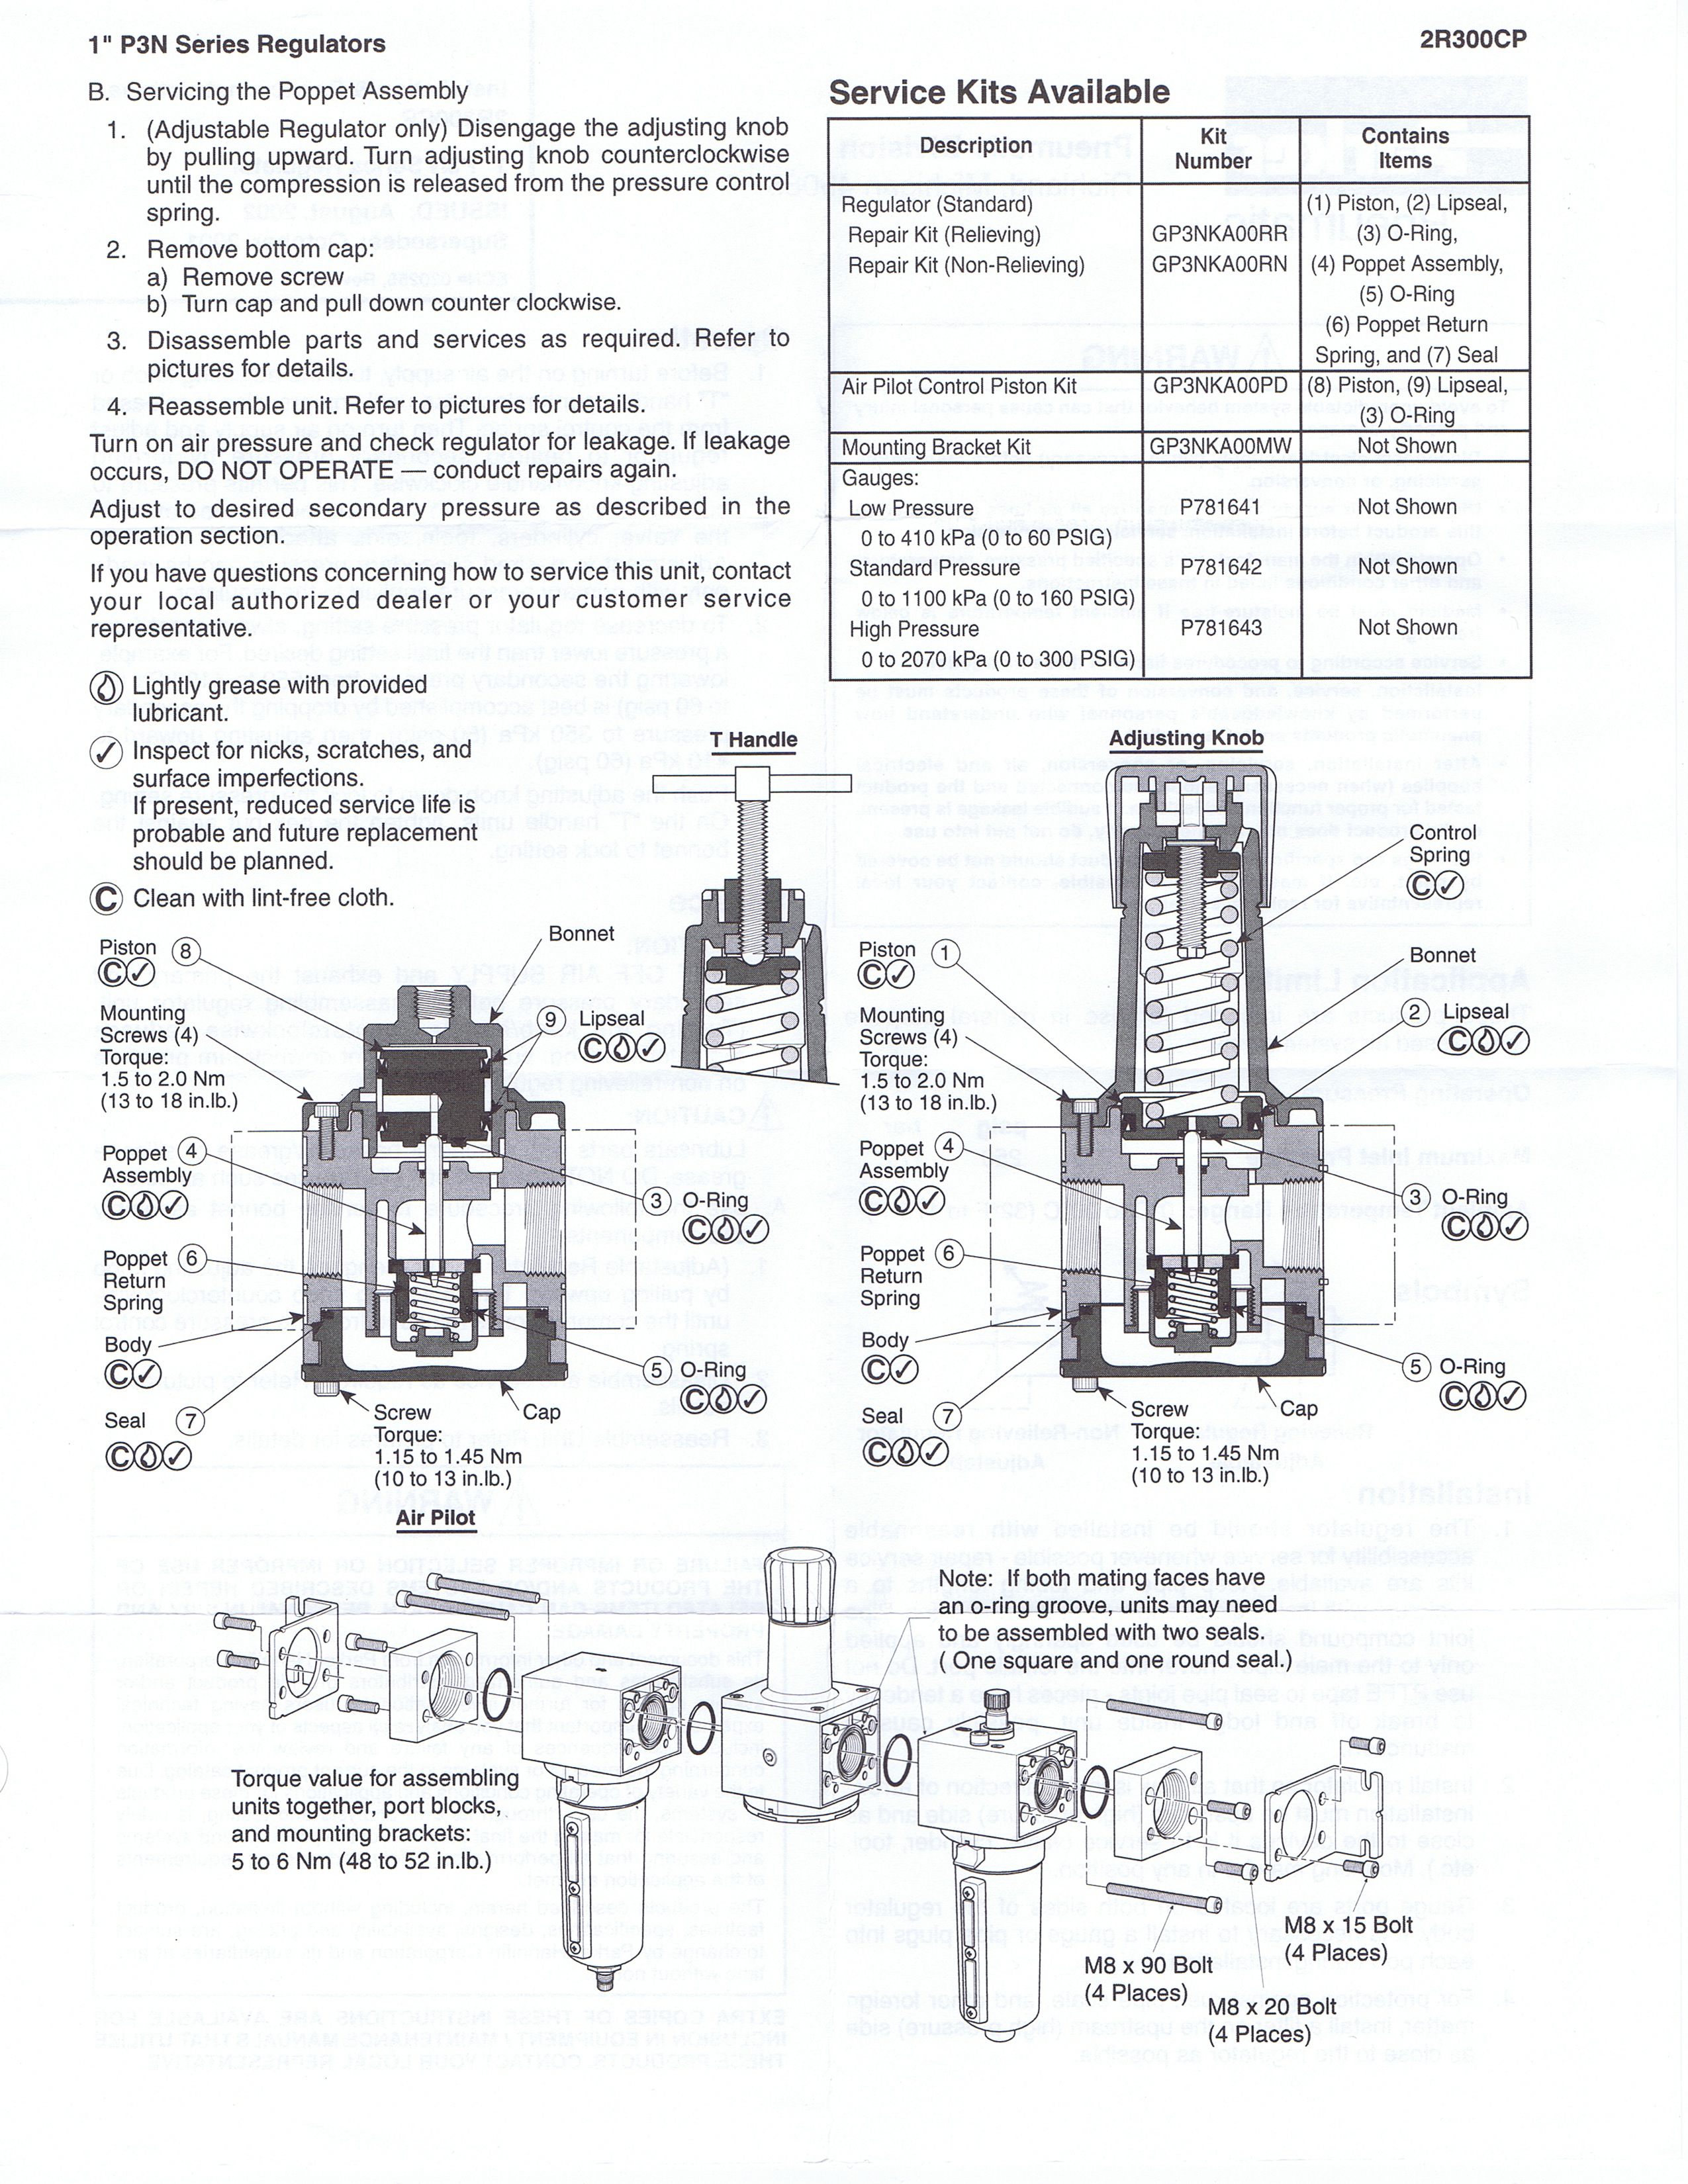 1" P3N Series Regulators
2R300CP
B. Servicing the Poppet Assembly
1. (Adjustable Regulator only) Disengage the adjusting knob
by pulling upward. Turn adjusting knob counterclockwise
until the compression is released from the pressure control
spring.
2. Remove bottom cap:
a) Remove screw
b) Turn cap and pull down counter clockwise.
3. Disassemble parts and services as required. Refer to
pictures for details.
4. Reassemble unit. Refer to pictures for details.
Turn on air pressure and check regulator for leakage. If leakage
occurs, DO NOT OPERATE — conduct repairs again.
Adjust to desired secondary pressure as described in the
operation section.
If you have questions concerning how to service this unit, contact
your local authorized dealer or your customer service
representative.
Lightly grease with provided
lubricant.
Inspect for nicks, scratches, and
surface imperfections.
If present, reduced service life is
probable and future replacement
should be planned.
C Clean with lint-free cloth.
Service Kits Available
Description Kit Number Contains Items
Regulator (Standard) (1) Piston, (2) Lipseal,
Repair Kit (Relieving) GP3NKA00RR (3) O-Ring,
Repair Kit (Non-Relieving) GP3NKA00RN (4) Poppet Assembly,
(5) O-Ring
(6) Poppet Return
Spring, and (7) Seal
Air Pilot Control Piston Kit GP3NKA00PD (8) Piston, (9) Lipseal,
(3) O-Ring
Mounting Bracket Kit GP3NKA00MW Not Shown
Gauges:
Low Pressure P781641 Not Shown
0 to 410 kPa (0 to 60 PSIG)
Standard Pressure P781642 Not Shown
0 to 1100 kPa (0 to 160 PSIG)
High Pressure P781643 Not Shown
0 to 2070 kPa (0 to 300 PSIG)
T Handle
Adjusting Knob
Piston 8
C
Mounting
Screws (4)
Torque:
1.5 to 2.0 Nm
(13 to 18 in.lb.)
Bonnet
9 Lipseal
C
Poppet 4
Assembly
C
3 O-Ring
C
Poppet 6
Return
Spring
Body
C
5 O-Ring
C
Seal 7
C
Screw
Torque:
1.15 to 1.45 Nm
(10 to 13 in.lb.)
Cap
Air Pilot
Control
Spring
C
Piston 1
C
Bonnet
Mounting
Screws (4)
Torque:
1.5 to 2.0 Nm
(13 to 18 in.lb.)
2 Lipseal
C
Poppet 4
Assembly
C
3 O-Ring
C
Poppet 6
Return
Spring
Body
C
5 O-Ring
C
Seal 7
C
Screw
Torque:
1.15 to 1.45 Nm
(10 to 13 in.lb.)
Cap
Note: If both mating faces have
an o-ring groove, units may need
to be assembled with two seals.
( One square and one round seal.)
Torque value for assembling
units together, port blocks,
and mounting brackets:
5 to 6 Nm (48 to 52 in.lb.)
M8 x 15 Bolt
(4 Places)
M8 x 90 Bolt
(4 Places)
M8 x 20 Bolt
(4 Places)